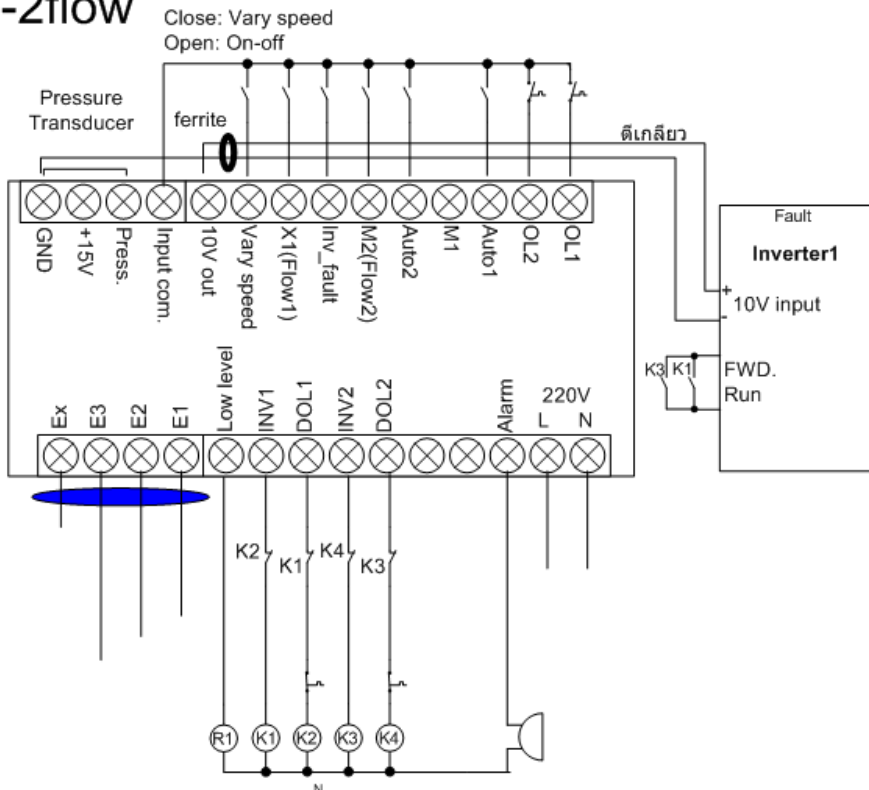 -2flow
Close: Vary speed
Open: On-off
Pressure
Transducer
ferrite
ตีเกลียว
GND
+15V
Press.
Input com.
10V out
Vary speed
X1(Flow1)
Inv_fault
M2(Flow2)
Auto2
M1
Auto1
OL2
OL1
Fault
Inverter1
+
10V input
-
K3
K1
FWD.
Run
Ex
E3
E2
E1
Low level
INV1
DOL1
INV2
DOL2
Alarm
220V
L
N
K2
K1
K4
K3
R1
K1
K2
K3
K4
N